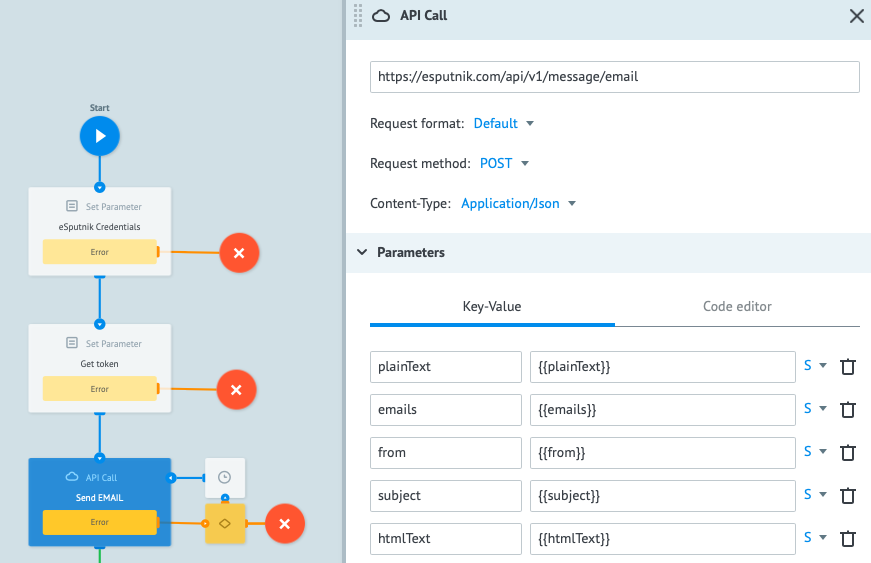 Start
Set Parameter
eSputnik Credentials
Error
Set Parameter
Get token
Error
API Call
Send EMAIL
Error
API Call
https://esputnik.com/api/v1/message/email
Request format: Default
Request method: POST
Content-Type: Application/Json
Parameters
Key-Value Code editor
plainText {{plainText}} S
emails {{emails}} S
from {{from}} S
subject {{subject}} S
htmlText {{htmlText}} S